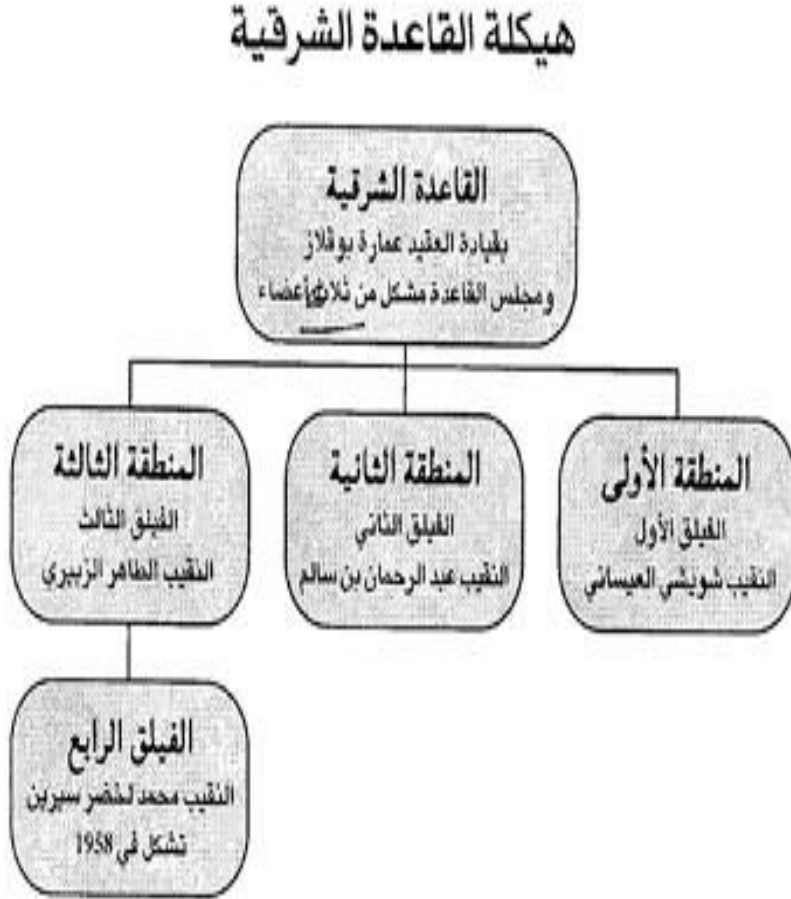 هيكلة القاعدة الشرقية
القاعدة الشرقية
بقيادة العقيد عمارة بوقلاز
ومجلس القاعدة مشكل من ثلاث أعضاء
المنطقة الأولى
الفيلق الأول
النقيب شويشي العيساني
المنطقة الثانية
الفيلق الثاني
النقيب عبد الرحمان بن سالم
المنطقة الثالثة
الفيلق الثالث
النقيب الطاهر الزبيري
الفيلق الرابع
النقيب محمد لخضر سيرين
تشكل في 1958